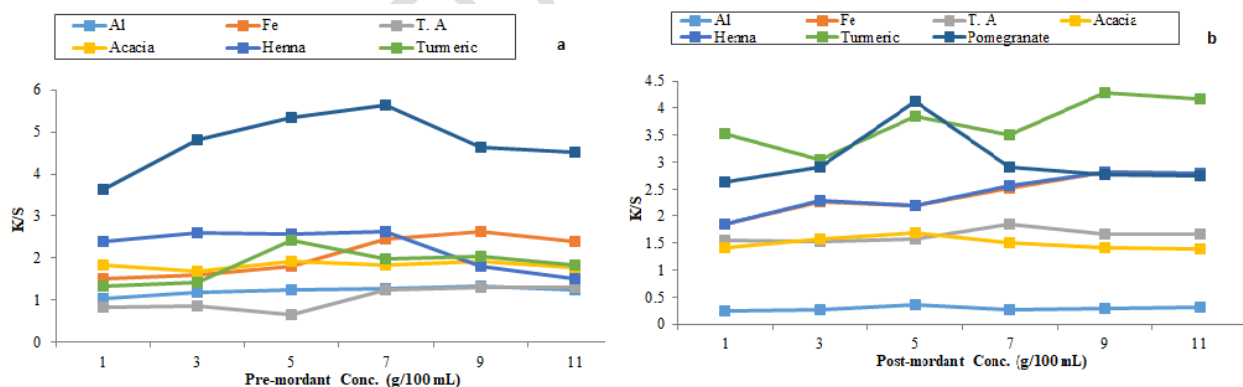 Al Fe T. A
Acacia Henna Turmeric
a
K/S
6
5
4
3
2
1
0
1 3 5 7 9 11
Pre-mordant Conc. (g/100 mL)
Al Fe T. A Acacia
Henna Turmeric Pomegranate
b
K/S
4.5
4
3.5
3
2.5
2
1.5
1
0.5
0
1 3 5 7 9 11
Post-mordant Conc. (g/100 mL)